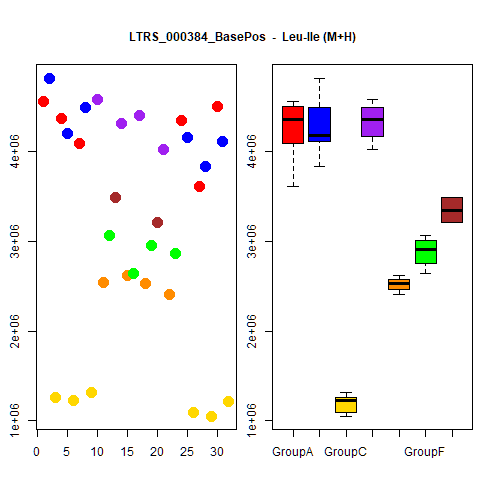 LTRS_000384_BasePos - Leu-Ile (M+H)
4e+06
3e+06
2e+06
1e+06
0 5 10 15 20 25 30
4e+06
3e+06
2e+06
1e+06
GroupA GroupC GroupF